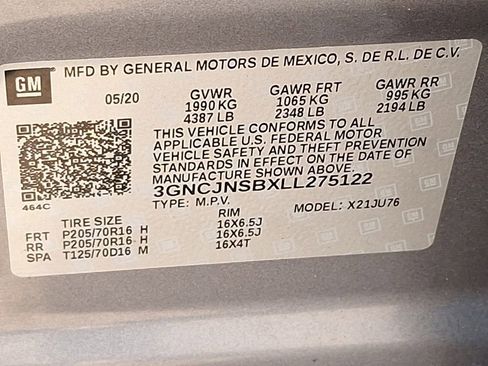 GM
MFD BY GENERAL MOTORS DE MEXICO, S. DE R.L. DE C.V.
05/20 GVWR GAWR FRT GAWR RR
1990 KG 1065 KG 995 KG
4387 LB 2348 LB 2194 LB
THIS VEHICLE CONFORMS TO ALL
APPLICABLE U.S. FEDERAL MOTOR
VEHICLE SAFETY AND THEFT PREVENTION
STANDARDS IN EFFECT ON THE DATE OF
MANUFACTURE SHOWN ABOVE.
3GNCJNSBXLL275122
464C
TYPE: M.P.V. MODEL: X21JU76
TIRE SIZE RIM
FRT P205/70R16 H 16X6.5J
RR P205/70R16 H 16X6.5J
SPA T125/70D16 M 16X4T